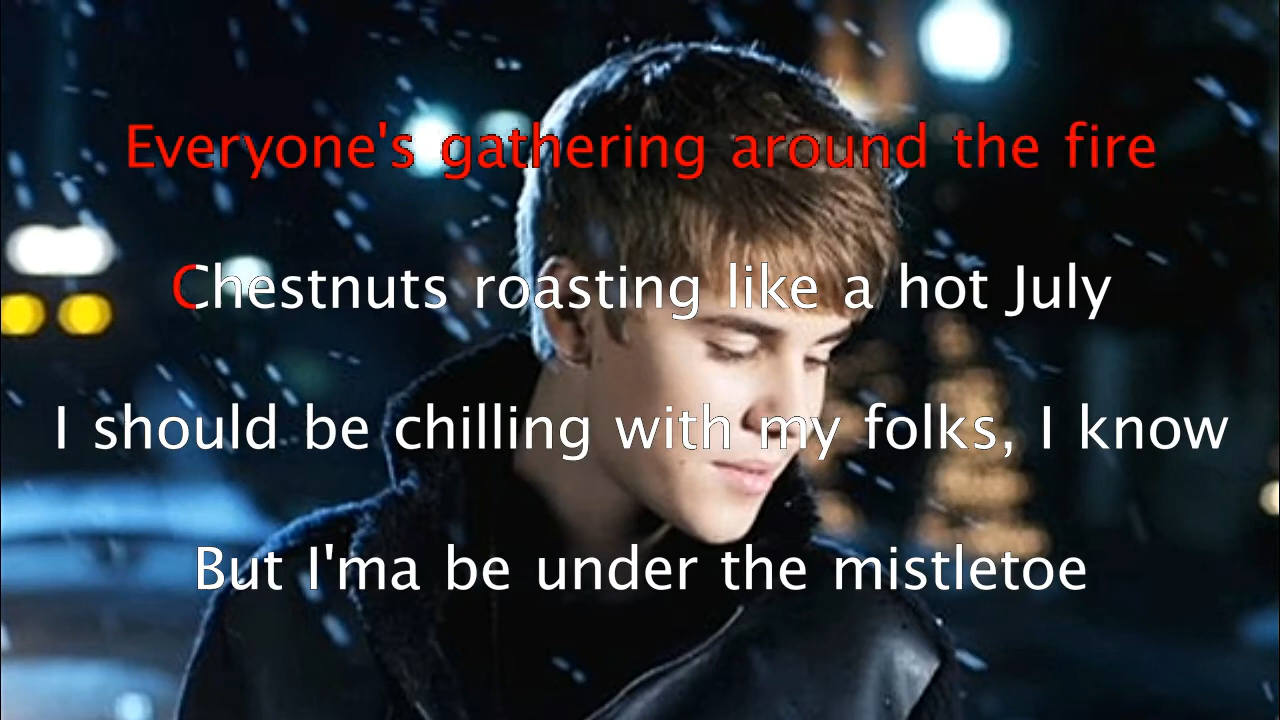 Everyone's gathering around the fire
Chestnuts roasting like a hot July
I should be chilling with my folks, I know
But I'ma be under the mistletoe